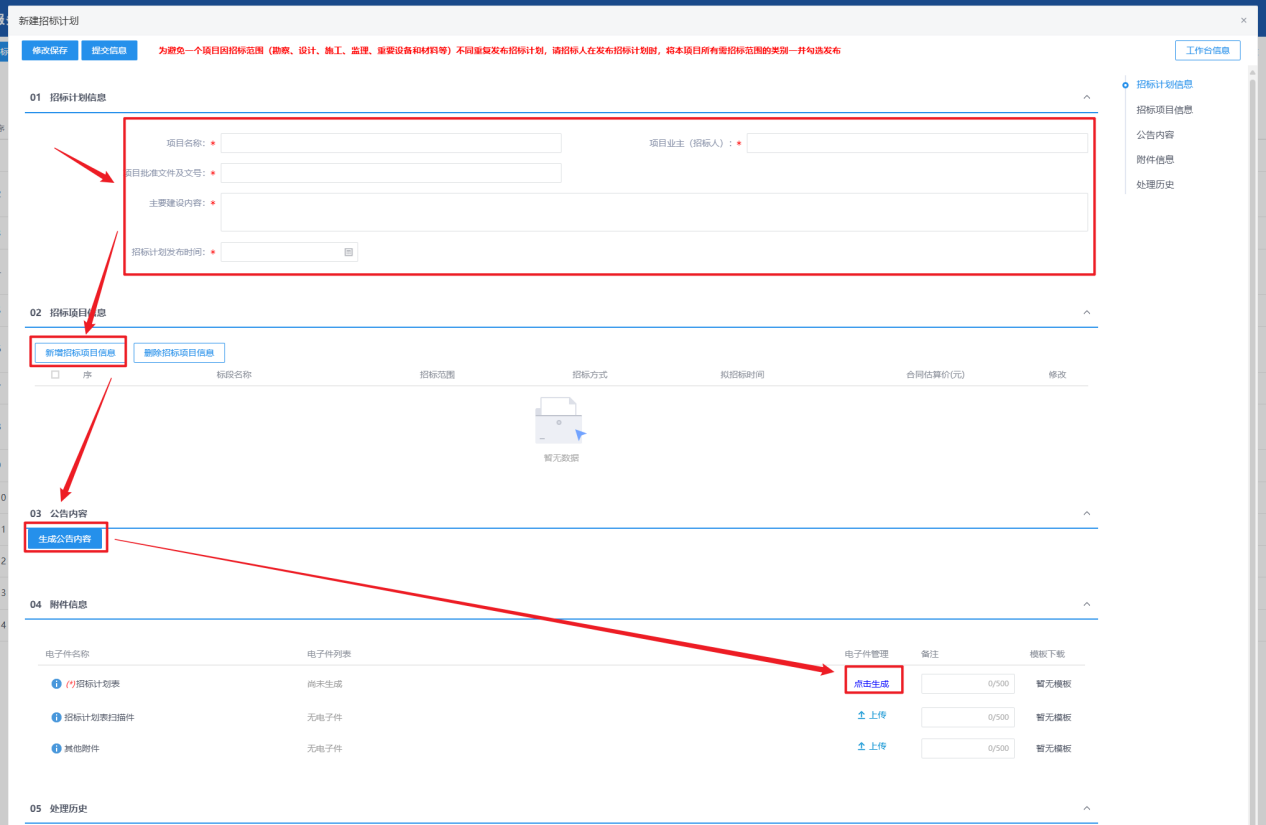 新建招标计划
×
修改保存 提交信息 为避免一个项目因招标范围（勘察、设计、施工、监理、重要设备和材料等）不同重复发布招标计划，请招标人在发布招标计划时，将本项目所有需招标范围的类别一并勾选发布 工作台信息
招标计划信息
招标项目信息
公告内容
附件信息
处理历史
01 招标计划信息
项目名称： * 项目业主（招标人）： *
项目批准文件及文号： *
主要建设内容： *
招标计划发布时间： *
02 招标项目信息
新增招标项目信息 删除招标项目信息
序 标段名称 招标范围 招标方式 拟招标时间 合同估算价(元) 修改
暂无数据
03 公告内容
生成公告内容
04 附件信息
电子件名称 电子件列表 电子件管理 备注 模板下载
(*)招标计划表 尚未生成 点击生成 0/500 暂无模板
招标计划表扫描件 无电子件 上传 0/500 暂无模板
其他附件 无电子件 上传 0/500 暂无模板
05 处理历史